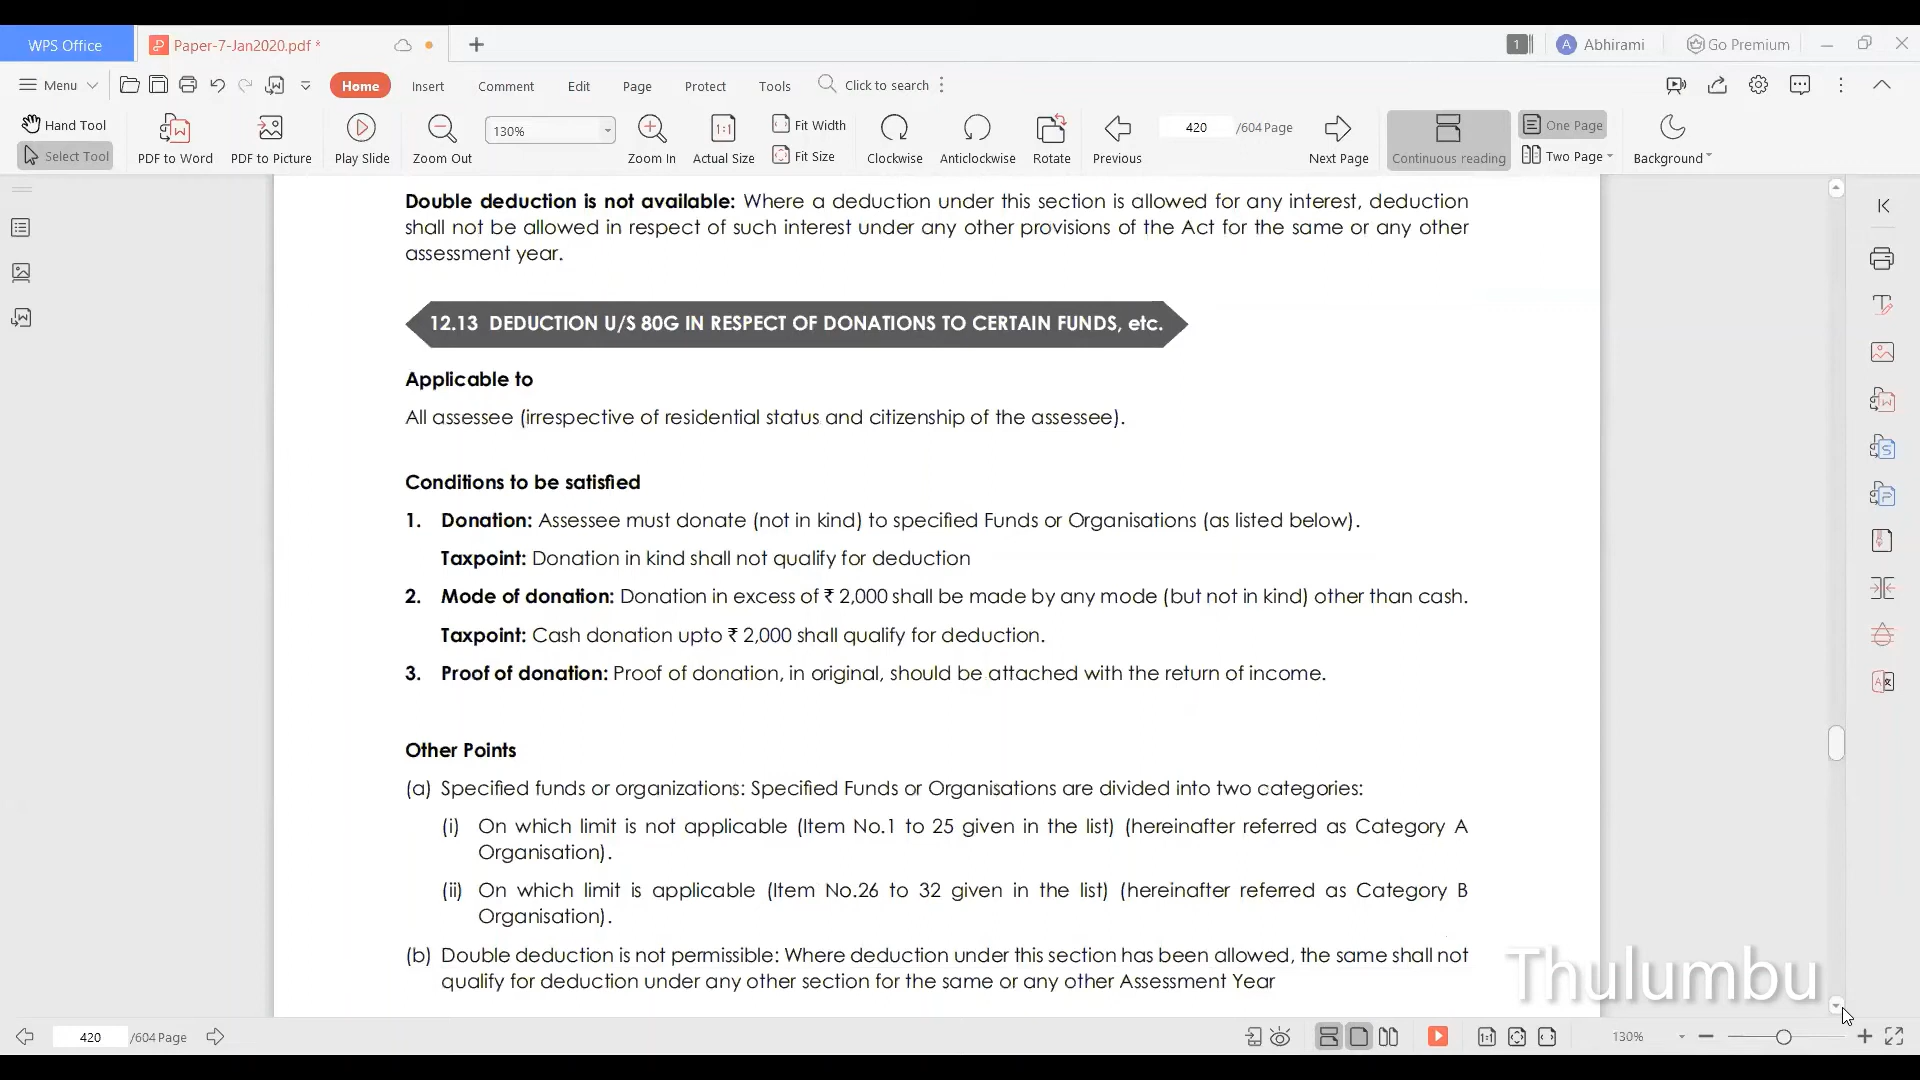 WPS Office
Paper-7-Jan2020.pdf *
1
A Abhirami
Go Premium
Menu
Home
Insert
Comment
Edit
Page
Protect
Tools
Click to search
Hand Tool
Select Tool
PDF to Word
PDF to Picture
Play Slide
Zoom Out
130%
Zoom In
Actual Size
Fit Width
Fit Size
Clockwise
Anticlockwise
Rotate
Previous
420 /604 Page
Next Page
Continuous reading
One Page
Two Page
Background
Double deduction is not available: Where a deduction under this section is allowed for any interest, deduction
shall not be allowed in respect of such interest under any other provisions of the Act for the same or any other
assessment year.
12.13 DEDUCTION U/S 80G IN RESPECT OF DONATIONS TO CERTAIN FUNDS, etc.
Applicable to
All assessee (irrespective of residential status and citizenship of the assessee).
Conditions to be satisfied
1. Donation: Assessee must donate (not in kind) to specified Funds or Organisations (as listed below).
Taxpoint: Donation in kind shall not qualify for deduction
2. Mode of donation: Donation in excess of ₹ 2,000 shall be made by any mode (but not in kind) other than cash.
Taxpoint: Cash donation upto ₹ 2,000 shall qualify for deduction.
3. Proof of donation: Proof of donation, in original, should be attached with the return of income.
Other Points
(a) Specified funds or organizations: Specified Funds or Organisations are divided into two categories:
(i) On which limit is not applicable (Item No.1 to 25 given in the list) (hereinafter referred as Category A
Organisation).
(ii) On which limit is applicable (Item No.26 to 32 given in the list) (hereinafter referred as Category B
Organisation).
(b) Double deduction is not permissible: Where deduction under this section has been allowed, the same shall not
qualify for deduction under any other section for the same or any other Assessment Year
Thulumbu
420 /604 Page
130%